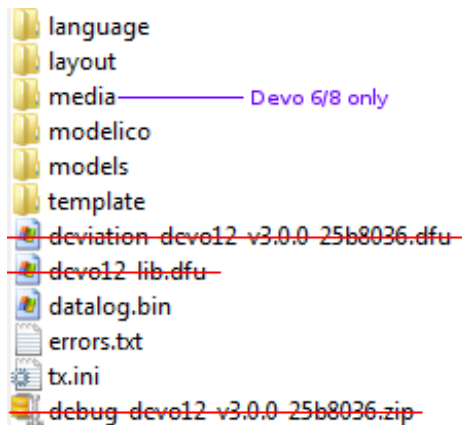 language
layout
media Devo 6/8 only
modelico
models
template
deviation devo12 v3.0.0 25b8036.dfu
devo12 lib.dfu
datalog.bin
errors.txt
tx.ini
debug devo12 v3.0.0 25b8036.zip